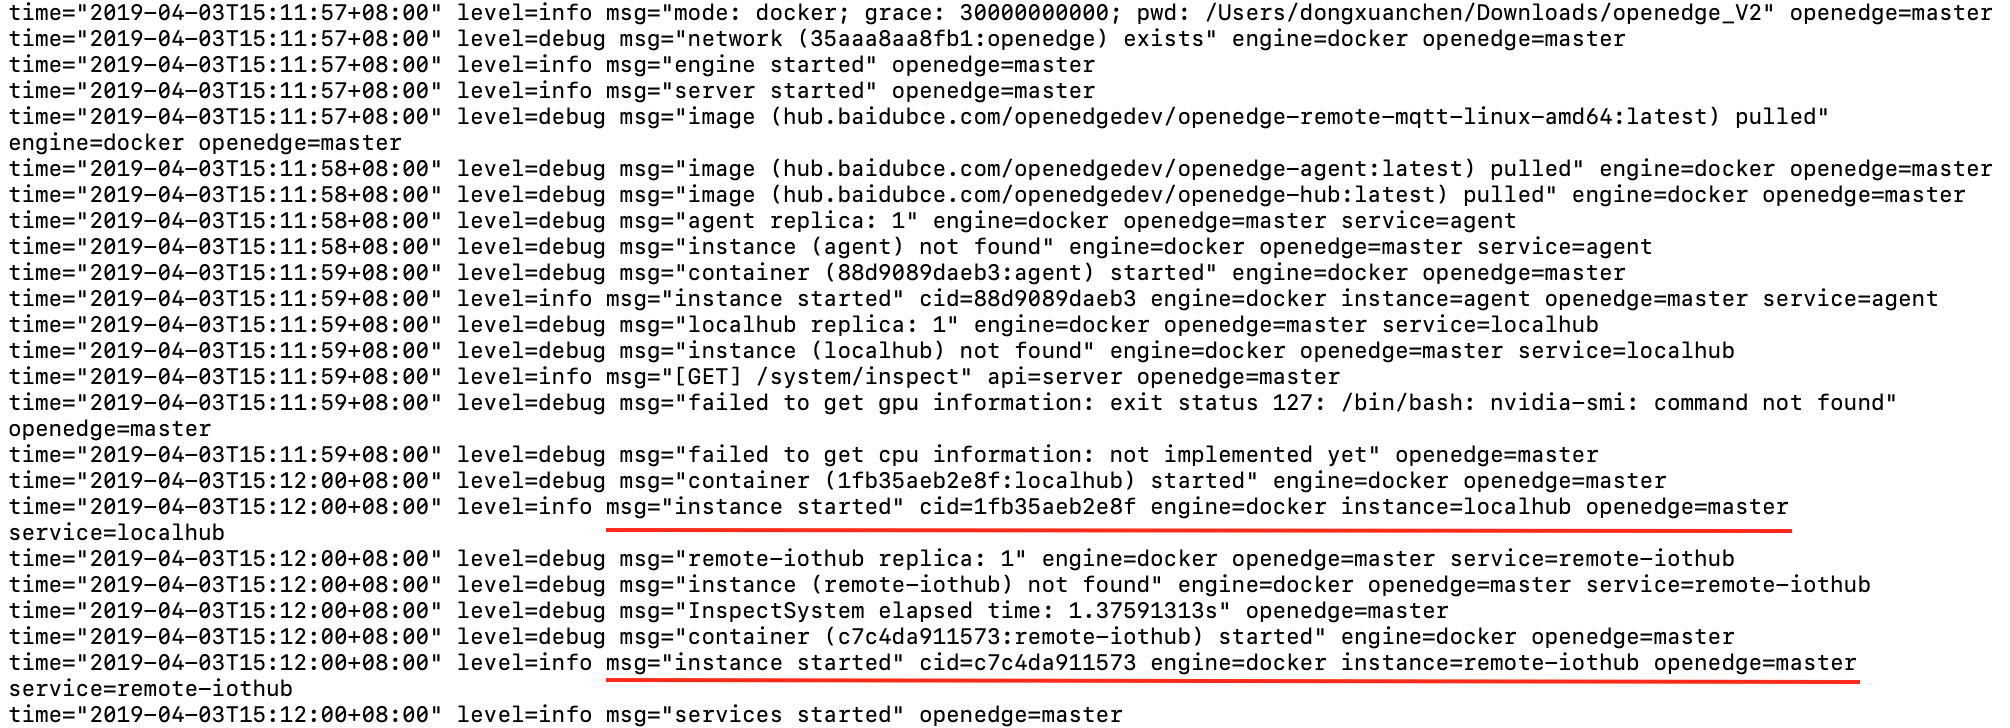 time="2019-04-03T15:11:57+08:00" level=info msg="mode: docker; grace: 30000000000; pwd: /Users/dongxuanchen/Downloads/openedge_V2" openedge=master
time="2019-04-03T15:11:57+08:00" level=debug msg="network (35aaa8aa8fb1:openedge) exists" engine=docker openedge=master
time="2019-04-03T15:11:57+08:00" level=info msg="engine started" openedge=master
time="2019-04-03T15:11:57+08:00" level=info msg="server started" openedge=master
time="2019-04-03T15:11:57+08:00" level=debug msg="image (hub.baidubce.com/openedgedev/openedge-remote-mqtt-linux-amd64:latest) pulled"
engine=docker openedge=master
time="2019-04-03T15:11:58+08:00" level=debug msg="image (hub.baidubce.com/openedgedev/openedge-agent:latest) pulled" engine=docker openedge=master
time="2019-04-03T15:11:58+08:00" level=debug msg="image (hub.baidubce.com/openedgedev/openedge-hub:latest) pulled" engine=docker openedge=master
time="2019-04-03T15:11:58+08:00" level=debug msg="agent replica: 1" engine=docker openedge=master service=agent
time="2019-04-03T15:11:58+08:00" level=debug msg="instance (agent) not found" engine=docker openedge=master service=agent
time="2019-04-03T15:11:59+08:00" level=debug msg="container (88d9089daeb3:agent) started" engine=docker openedge=master
time="2019-04-03T15:11:59+08:00" level=info msg="instance started" cid=88d9089daeb3 engine=docker instance=agent openedge=master service=agent
time="2019-04-03T15:11:59+08:00" level=debug msg="localhub replica: 1" engine=docker openedge=master service=localhub
time="2019-04-03T15:11:59+08:00" level=debug msg="instance (localhub) not found" engine=docker openedge=master service=localhub
time="2019-04-03T15:11:59+08:00" level=info msg="[GET] /system/inspect" api=server openedge=master
time="2019-04-03T15:11:59+08:00" level=debug msg="failed to get gpu information: exit status 127: /bin/bash: nvidia-smi: command not found"
openedge=master
time="2019-04-03T15:11:59+08:00" level=debug msg="failed to get cpu information: not implemented yet" openedge=master
time="2019-04-03T15:12:00+08:00" level=debug msg="container (1fb35aeb2e8f:localhub) started" engine=docker openedge=master
time="2019-04-03T15:12:00+08:00" level=info msg="instance started" cid=1fb35aeb2e8f engine=docker instance=localhub openedge=master
service=localhub
time="2019-04-03T15:12:00+08:00" level=debug msg="remote-iothub replica: 1" engine=docker openedge=master service=remote-iothub
time="2019-04-03T15:12:00+08:00" level=debug msg="instance (remote-iothub) not found" engine=docker openedge=master service=remote-iothub
time="2019-04-03T15:12:00+08:00" level=debug msg="InspectSystem elapsed time: 1.37591313s" openedge=master
time="2019-04-03T15:12:00+08:00" level=debug msg="container (c7c4da911573:remote-iothub) started" engine=docker openedge=master
time="2019-04-03T15:12:00+08:00" level=info msg="instance started" cid=c7c4da911573 engine=docker instance=remote-iothub openedge=master
service=remote-iothub
time="2019-04-03T15:12:00+08:00" level=info msg="services started" openedge=master